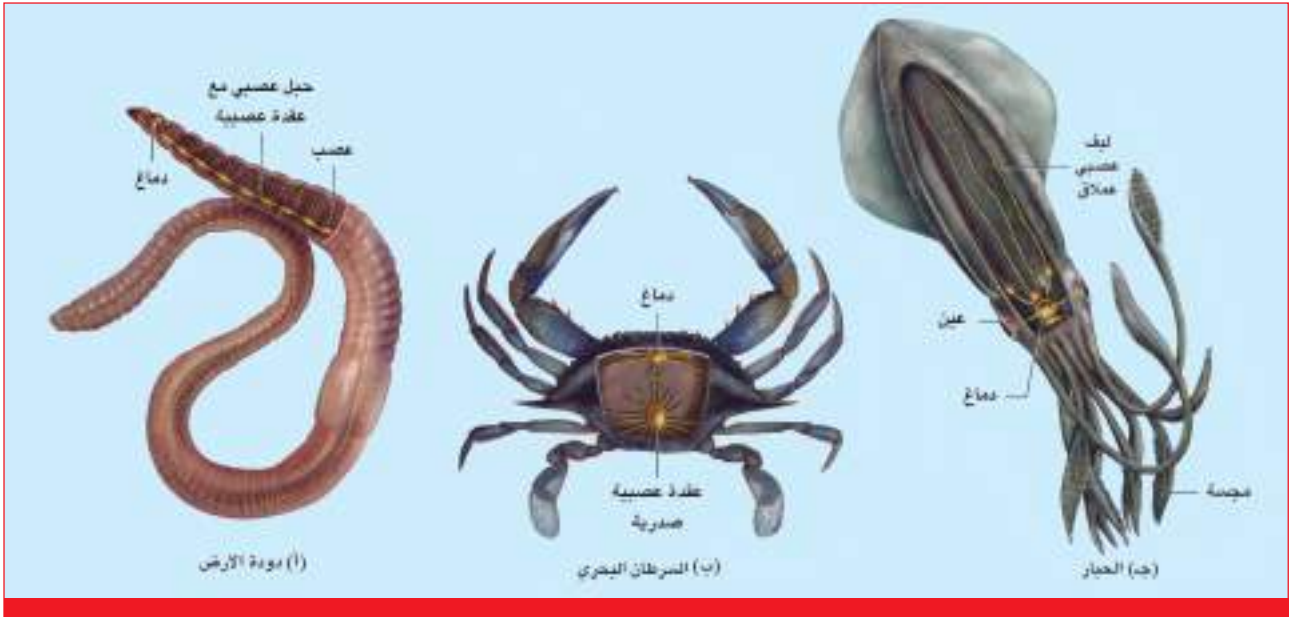 حبل عصبي مع
عقدة عصبية
عصب
دماغ
(أ) دودة الأرض
دماغ
عقدة عصبية
صدرية
(ب) السرطان البحري
ليف
عصبي
عملاق
عين
دماغ
مجسة
(جـ) الحبار